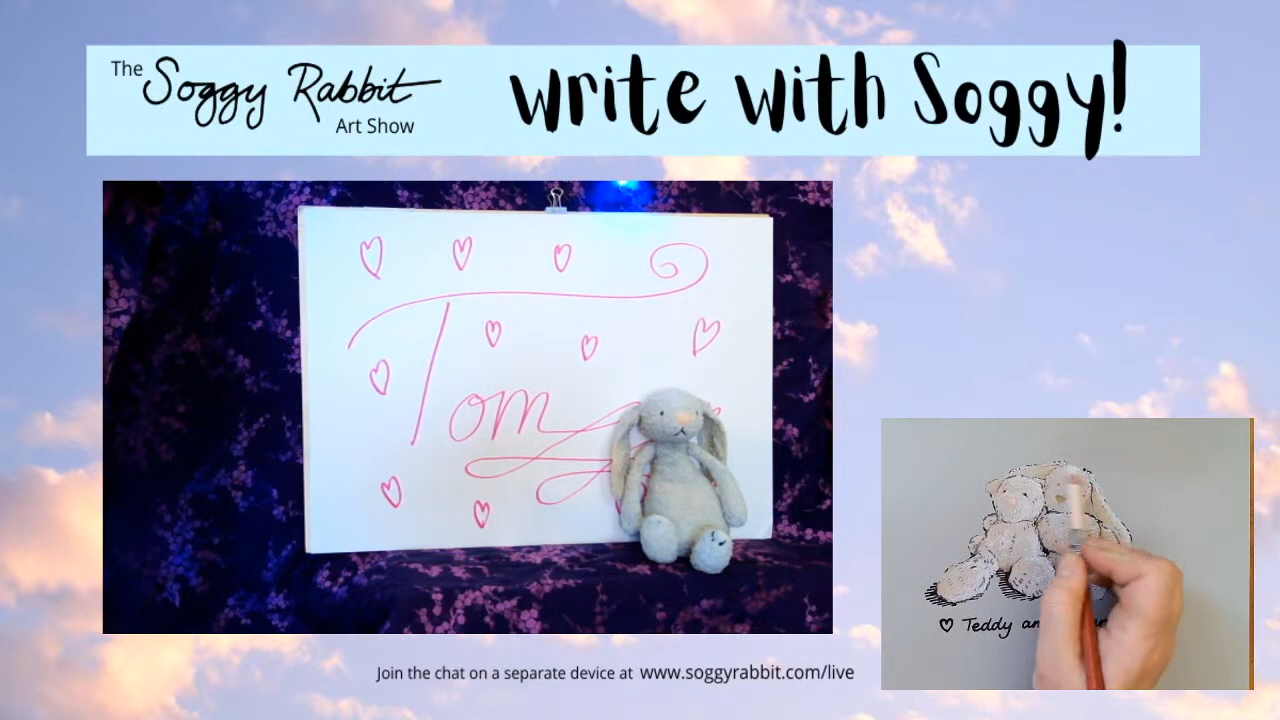 The Soggy Rabbit
Art Show
write with Soggy!
Tom
Teddy
Join the chat on a separate device at www.soggyrabbit.com/live